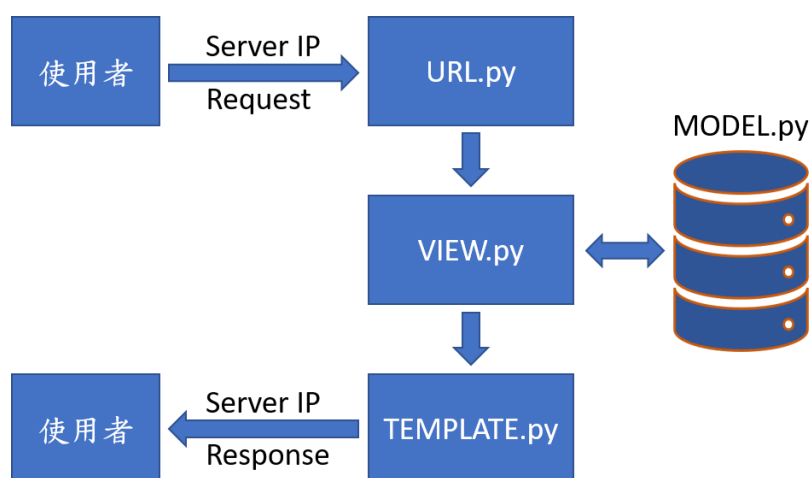 使用者
Server IP
Request
URL.py
MODEL.py
VIEW.py
使用者
Server IP
Response
TEMPLATE.py